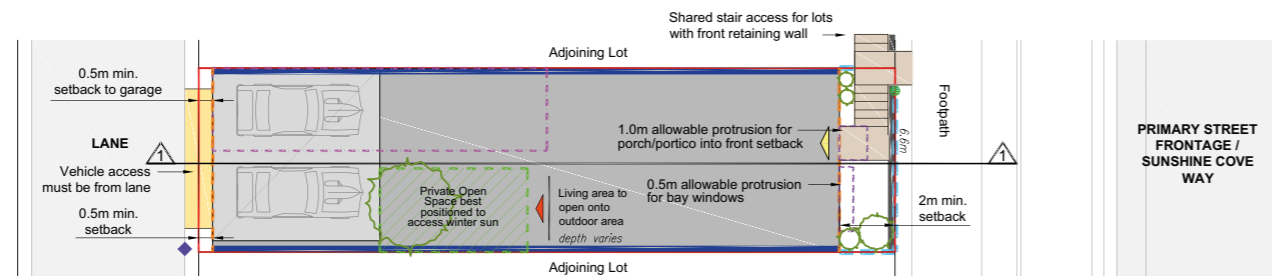 Shared stair access for lots
with front retaining wall
Adjoining Lot
0.5m min.
setback to garage
LANE
1
Vehicle access
must be from lane
0.5m min.
setback
Private Open
Space best
positioned to
access winter sun
Living area to
open onto
outdoor area
depth varies
1.0m allowable protrusion for
porch/portico into front setback
0.5m allowable protrusion
for bay windows
6.6m
Footpath
1
2m min.
setback
PRIMARY STREET
FRONTAGE /
SUNSHINE COVE
WAY
Adjoining Lot